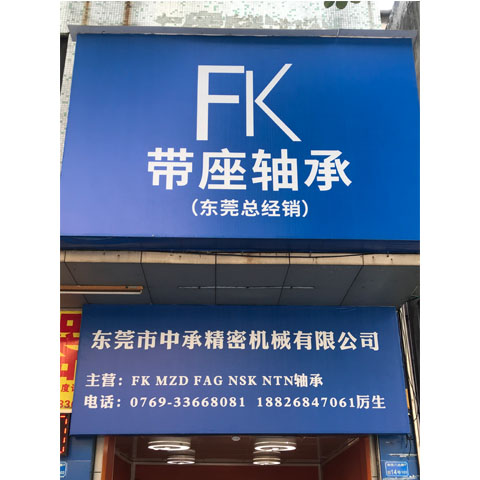 FK
带座轴承
(东莞总经销)
东莞市中承精密机械有限公司
主营：FK MZD FAG NSK NTN轴承
电话：0769-33668081 18826847061厉生